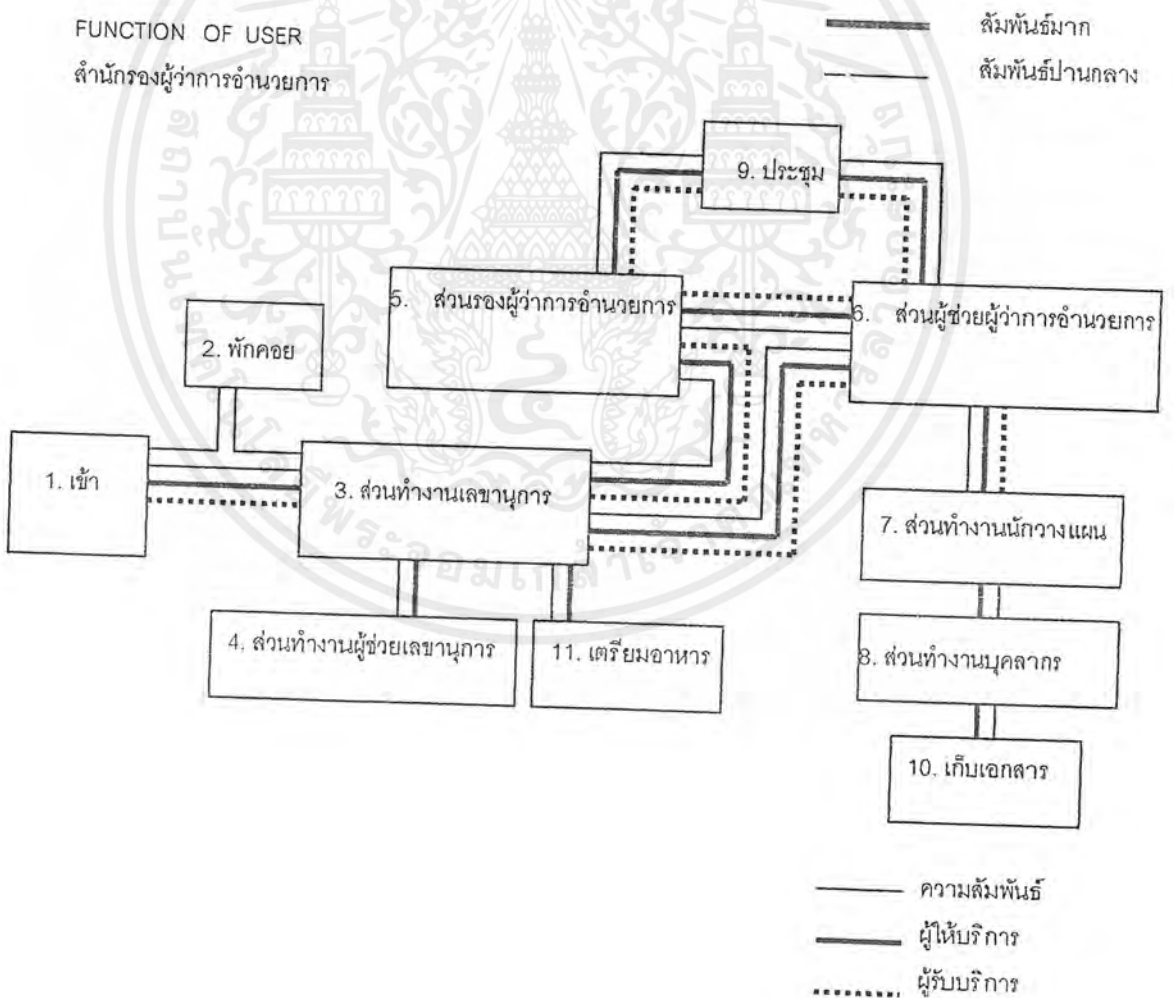 FUNCTION OF USER
สำนักรองผู้ว่าการอำนวยการ
สัมพันธ์มาก
สัมพันธ์ปานกลาง
9. ประชุม
5. ส่วนรองผู้ว่าการอำนวยการ
6. ส่วนผู้ช่วยผู้ว่าการอำนวยการ
2. พักคอย
1. เข้า
3. ส่วนทำงานเลขานุการ
7. ส่วนทำงานนักวางแผน
4. ส่วนทำงานผู้ช่วยเลขานุการ
11. เตรียมอาหาร
8. ส่วนทำงานบุคลากร
10. เก็บเอกสาร
ความสัมพันธ์
ผู้ให้บริการ
ผู้รับบริการ